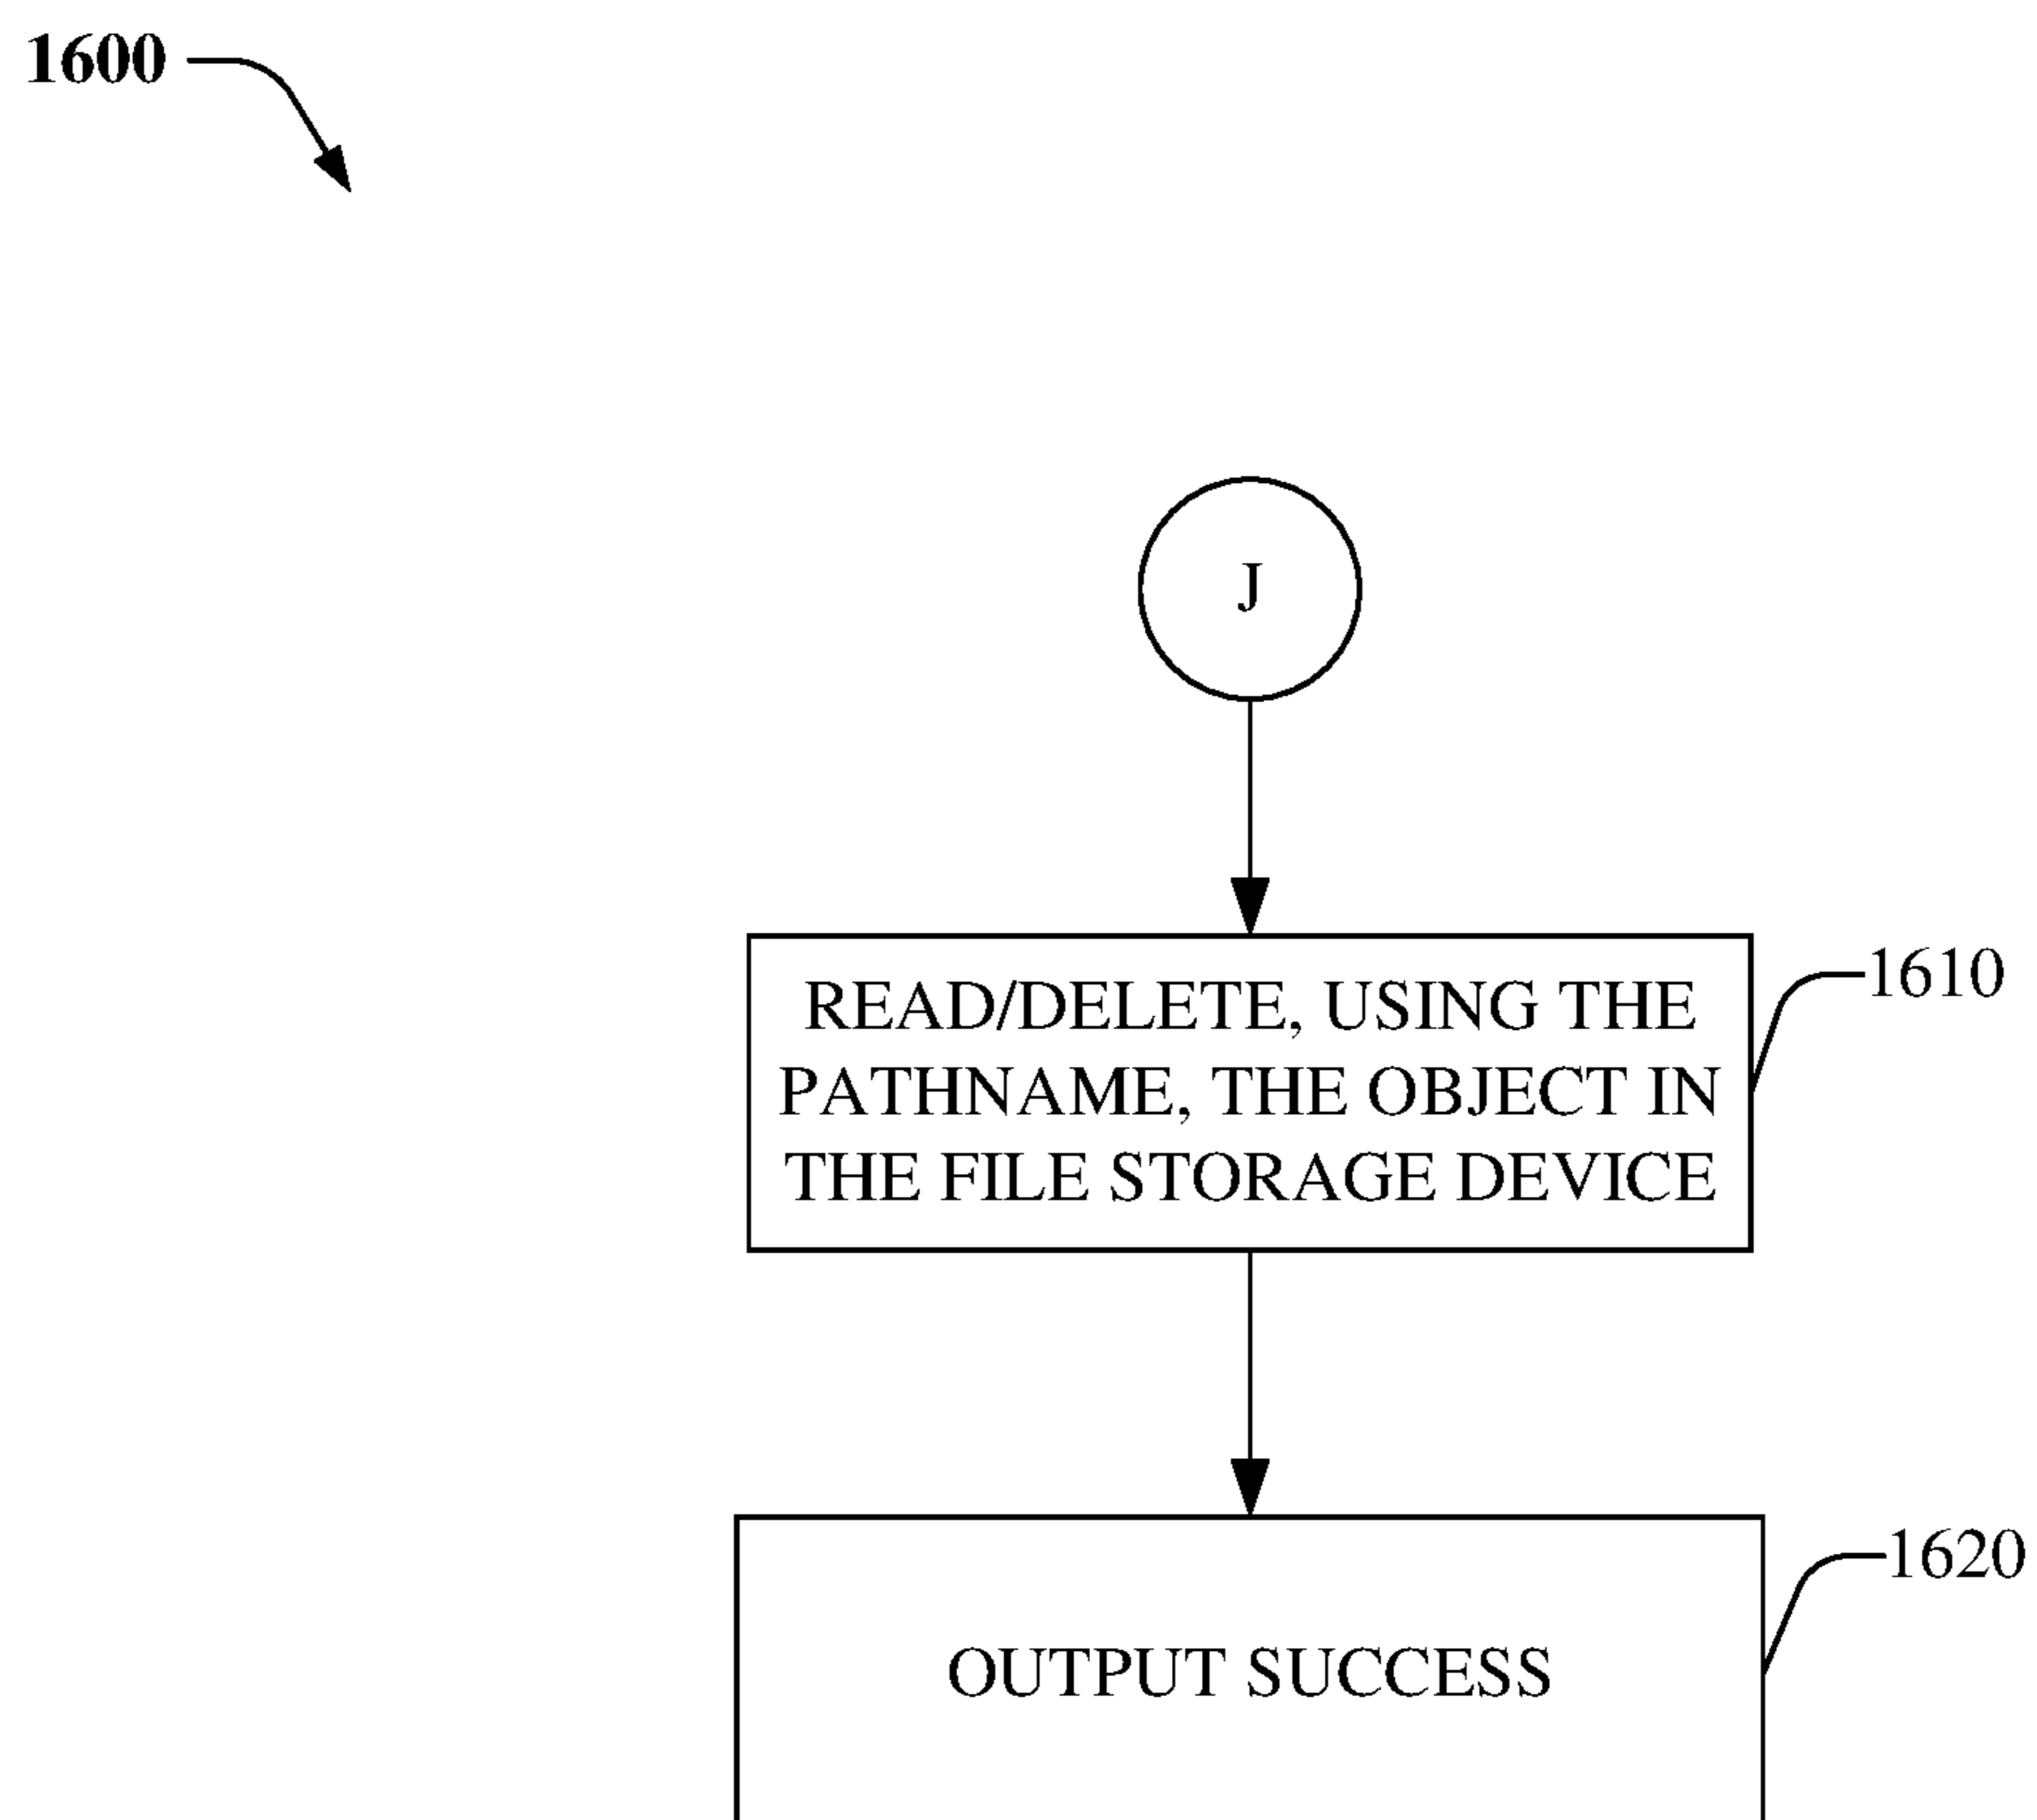 1600
J
READ/DELETE, USING THE
PATHNAME, THE OBJECT IN
THE FILE STORAGE DEVICE
1610
OUTPUT SUCCESS
1620